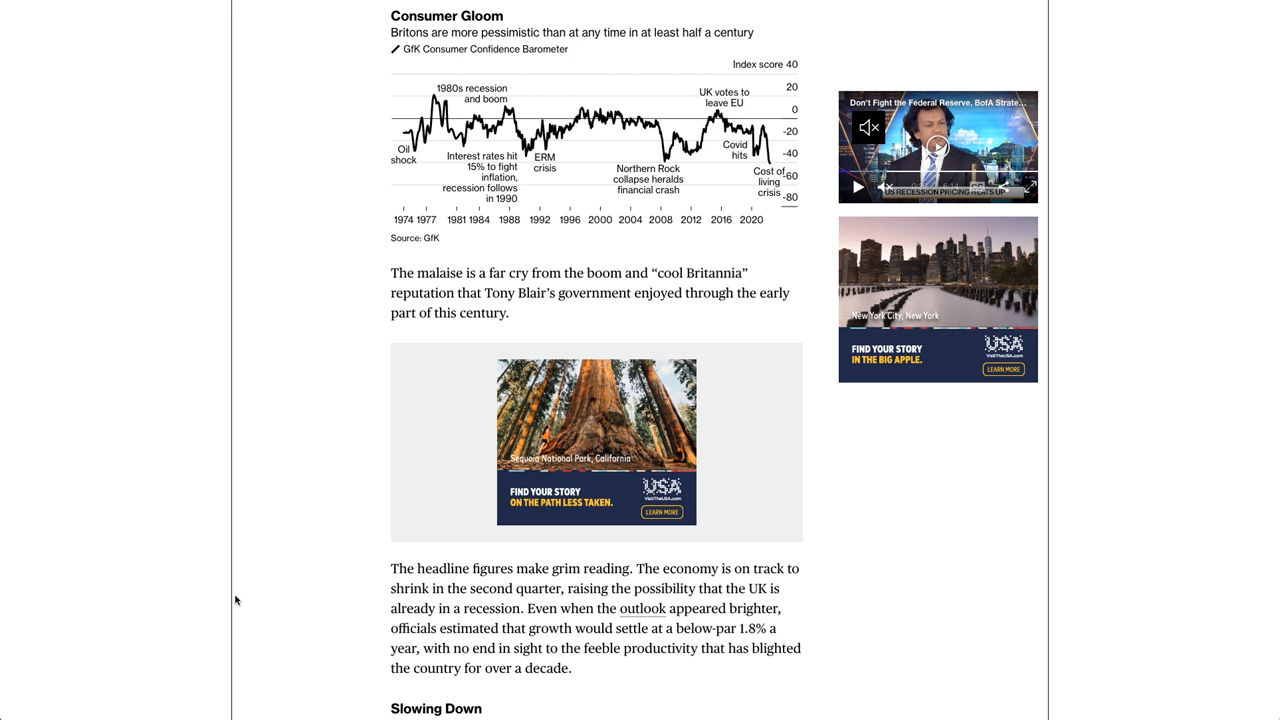 Consumer Gloom
Britons are more pessimistic than at any time in at least half a century
GfK Consumer Confidence Barometer
Index score 40
20
0
-20
-40
-60
-80
1980s recession
and boom
UK votes to
leave EU
Oil
shock
Interest rates hit
15% to fight
inflation,
recession follows
in 1990
ERM
crisis
Northern Rock
collapse heralds
financial crash
Covid
hits
Cost of
living
crisis
1974 1977 1981 1984 1988 1992 1996 2000 2004 2008 2012 2016 2020
Source: GfK
The malaise is a far cry from the boom and “cool Britannia”
reputation that Tony Blair’s government enjoyed through the early
part of this century.
Sequoia National Park, California
FIND YOUR STORY
ON THE PATH LESS TAKEN.
USA
VisitTheUSA.com
LEARN MORE
The headline figures make grim reading. The economy is on track to
shrink in the second quarter, raising the possibility that the UK is
already in a recession. Even when the outlook appeared brighter,
officials estimated that growth would settle at a below-par 1.8% a
year, with no end in sight to the feeble productivity that has blighted
the country for over a decade.
Slowing Down
Don't Fight the Federal Reserve, BofA Strate...
US RECESSION PRICING HEATS UP
New York City, New York
FIND YOUR STORY
IN THE BIG APPLE.
USA
VisitTheUSA.com
LEARN MORE